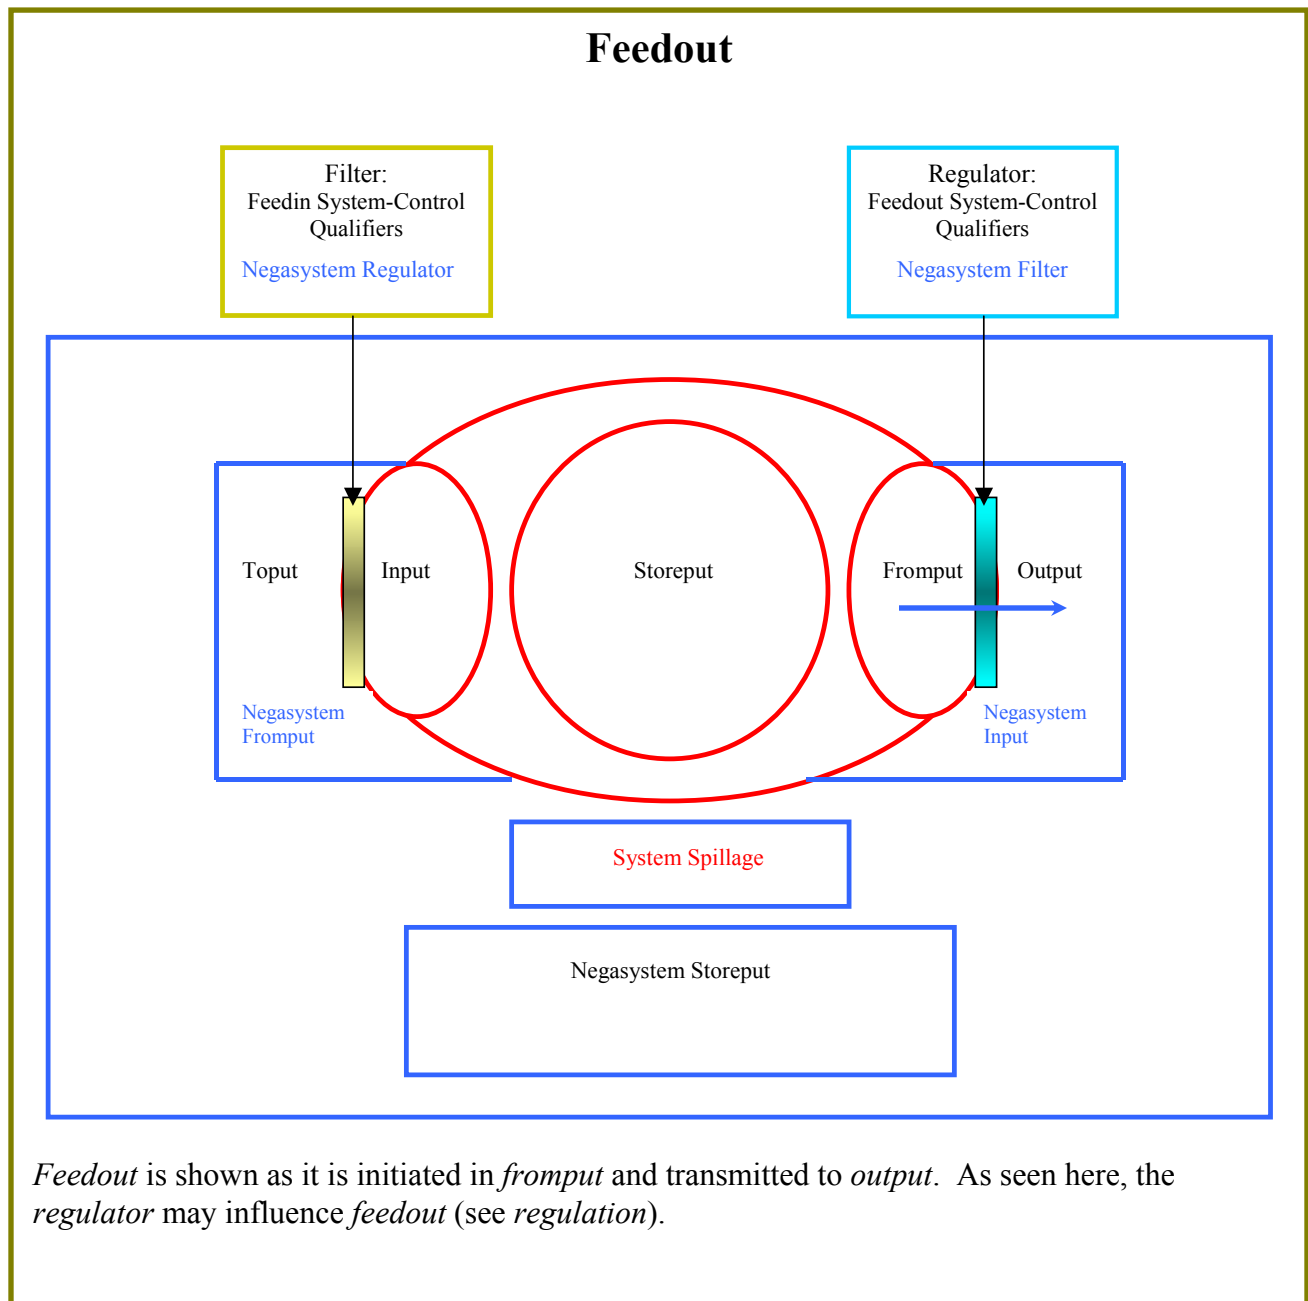 Feedout
Filter:
Feedin System-Control
Qualifiers
Negasystem Regulator
Regulator:
Feedout System-Control
Qualifiers
Negasystem Filter
Toput
Input
Storeput
Fromput
Output
Negasystem
Fromput
Negasystem
Input
System Spillage
Negasystem Storeput
Feedout is shown as it is initiated in fromput and transmitted to output.  As seen here, the
regulator may influence feedout (see regulation).